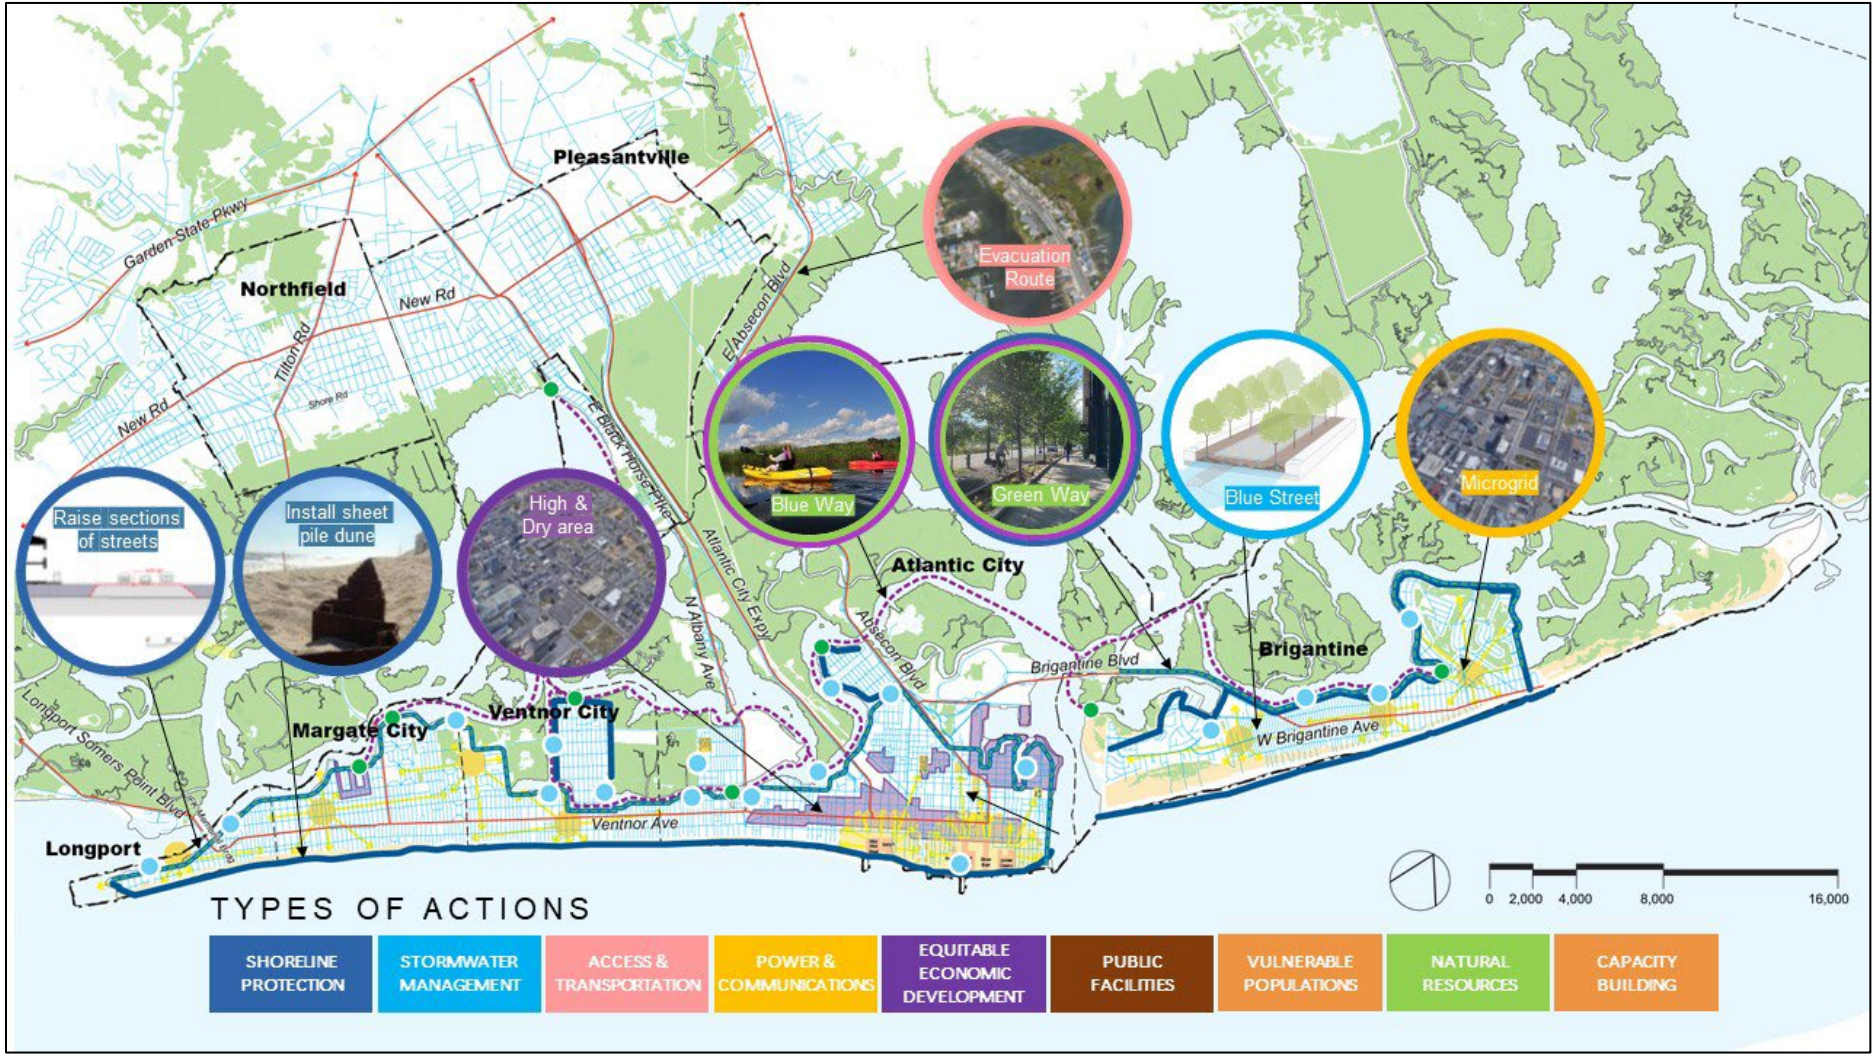 Pleasantville
Garden State Pkwy
Northfield
New Rd
Tilton Rd
E Absecon Blvd
Shore Rd
New Rd
E Black Horse Pike
Evacuation
Route
Blue Way
Green Way
Blue Street
Microgrid
Raise sections
of streets
Install sheet
pile dune
High &
Dry area
Atlantic City
Atlantic City Expy
N Albany Ave
Absecon Blvd
Brigantine Blvd
Brigantine
W Brigantine Ave
Ventnor City
Margate City
Longport Somers Point Blvd
Ventnor Ave
Longport
0 2,000 4,000 8,000 16,000
TYPES OF ACTIONS
SHORELINE
PROTECTION
STORMWATER
MANAGEMENT
ACCESS &
TRANSPORTATION
POWER &
COMMUNICATIONS
EQUITABLE
ECONOMIC
DEVELOPMENT
PUBLIC
FACILITIES
VULNERABLE
POPULATIONS
NATURAL
RESOURCES
CAPACITY
BUILDING